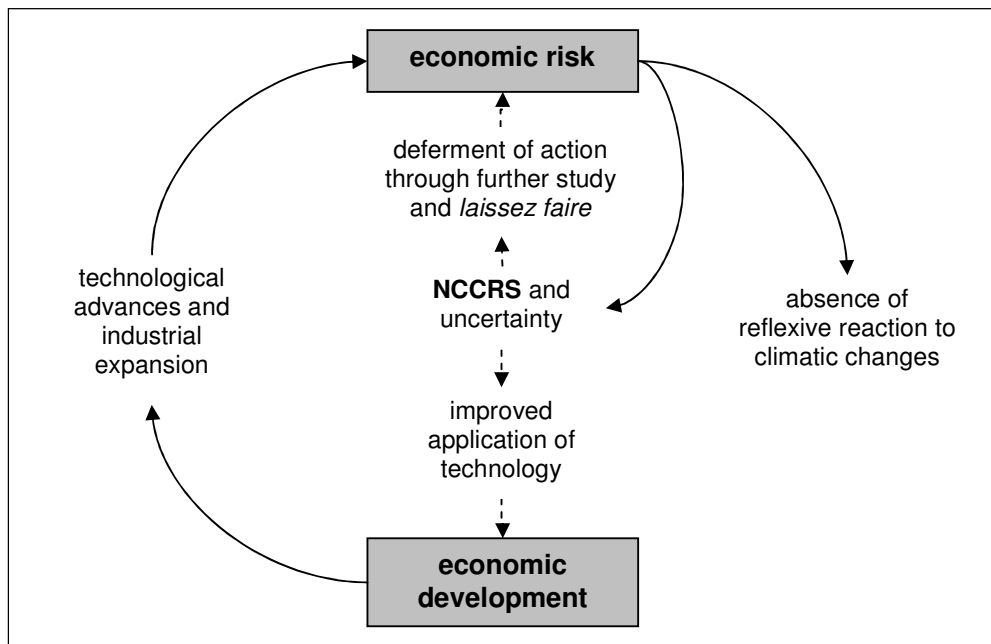 economic risk
deferment of action
through further study
and laissez faire
technological
advances and
industrial
expansion
NCCRS and
uncertainty
absence of
reflexive reaction to
climatic changes
improved
application of
technology
economic
development